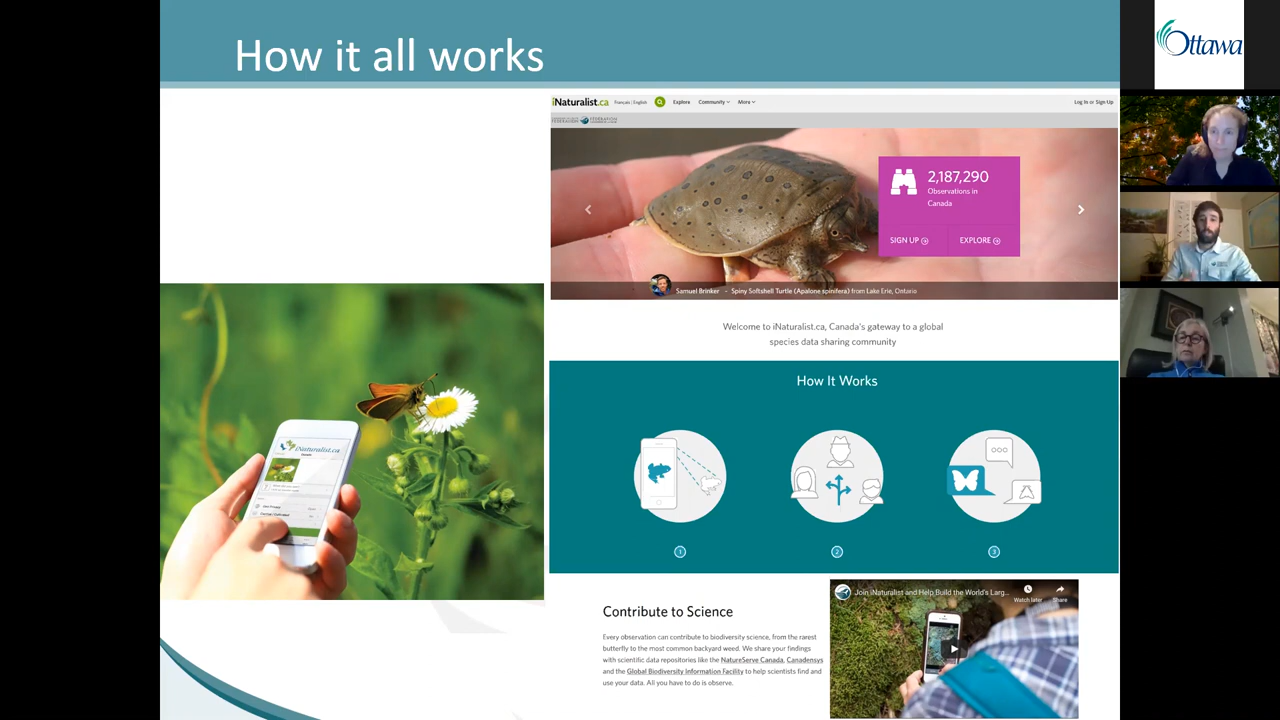 How it all works
Ottawa
iNaturalist.ca
Français | English
Explore
Community
More
Log In or Sign Up
2,187,290
Observations in
Canada
SIGN UP
EXPLORE
Samuel Brinker - Spiny Softshell Turtle (Apalone spinifera) from Lake Erie, Ontario
Welcome to iNaturalist.ca, Canada's gateway to a global
species data sharing community
How It Works
iNaturalist.ca
1
2
3
Contribute to Science
Every observation can contribute to biodiversity science, from the rarest
butterfly to the most common backyard weed. We share your findings
with scientific data repositories like the NatureServe Canada, Canadensys
and the Global Biodiversity Information Facility to help scientists find and
use your data. All you have to do is observe.
Join iNaturalist and Help Build the World's Larg...
Watch later
Share